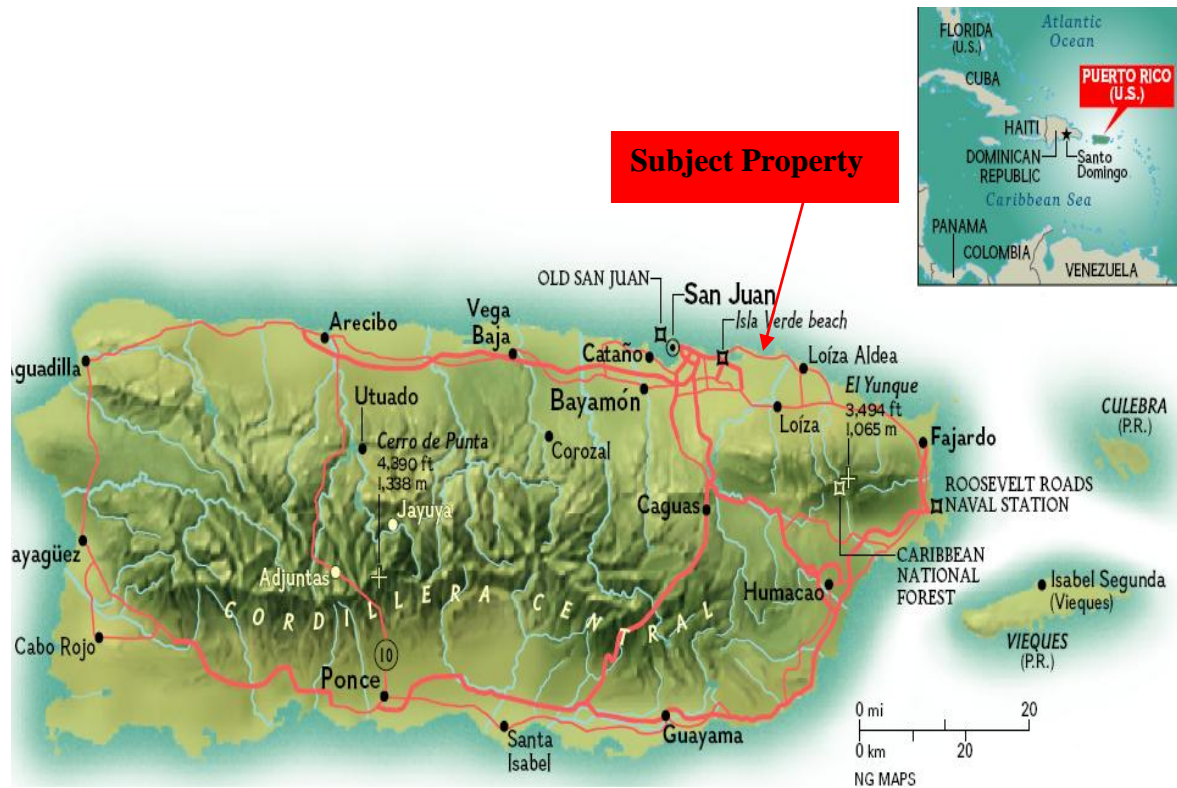 FLORIDA
(U.S.)
Atlantic
Ocean
CUBA
PUERTO RICO
(U.S.)
HAITI
DOMINICAN
REPUBLIC
Santo
Domingo
Caribbean Sea
PANAMA
COLOMBIA
VENEZUELA
Subject Property
OLD SAN JUAN
San Juan
Isla Verde beach
Arecibo
Vega
Baja
Cataño
Loíza Aldea
guadilla
Bayamón
El Yunque
3,494 ft
1,065 m
Utuado
Loíza
CULEBRA
(P.R.)
Cerro de Punta
4,390 ft
1,338 m
Corozal
Fajardo
Jayuya
Caguas
ROOSEVELT ROADS
NAVAL STATION
ayagüez
Adjuntas
CARIBBEAN
NATIONAL
FOREST
Humacao
Isabel Segunda
(Vieques)
CORDILLERA CENTRAL
Cabo Rojo
VIEQUES
(P.R.)
10
Ponce
Santa
Isabel
Guayama
0 mi 20
0 km 20
NG MAPS